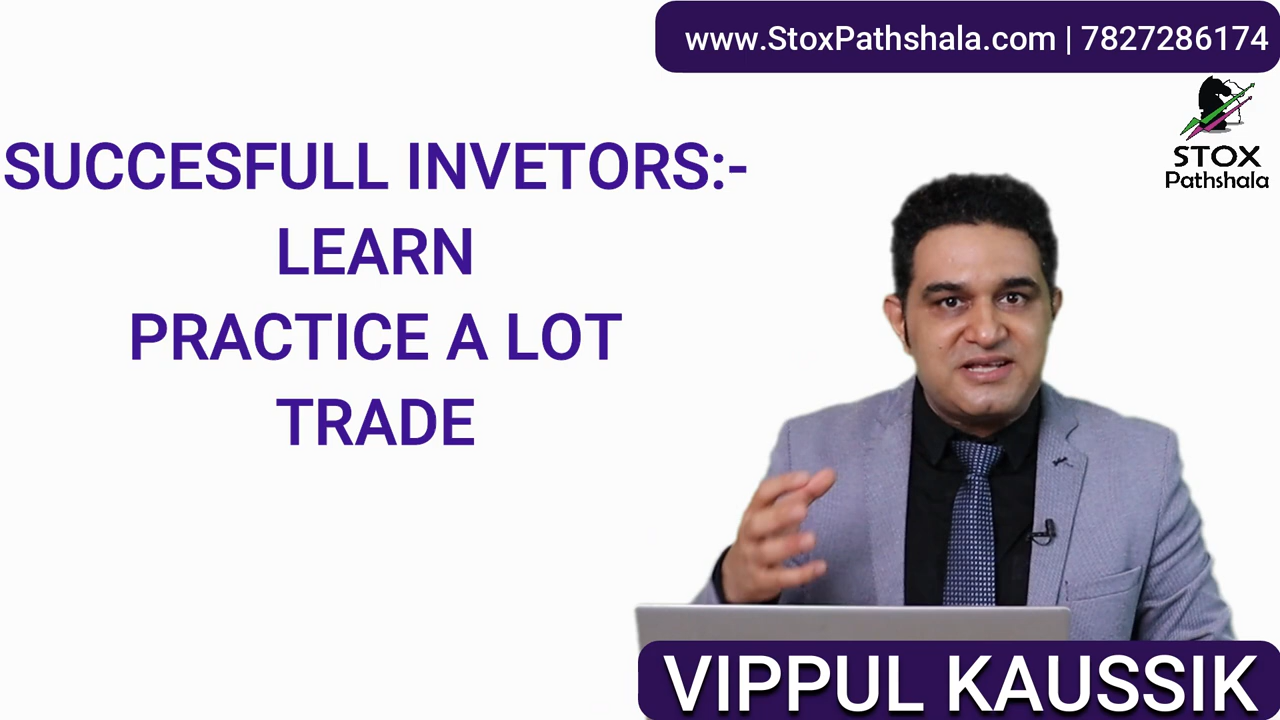 www.StoxPathshala.com | 7827286174
STOX
Pathshala
SUCCESFULL INVETORS:-
LEARN
PRACTICE A LOT
TRADE
VIPPUL KAUSSIK